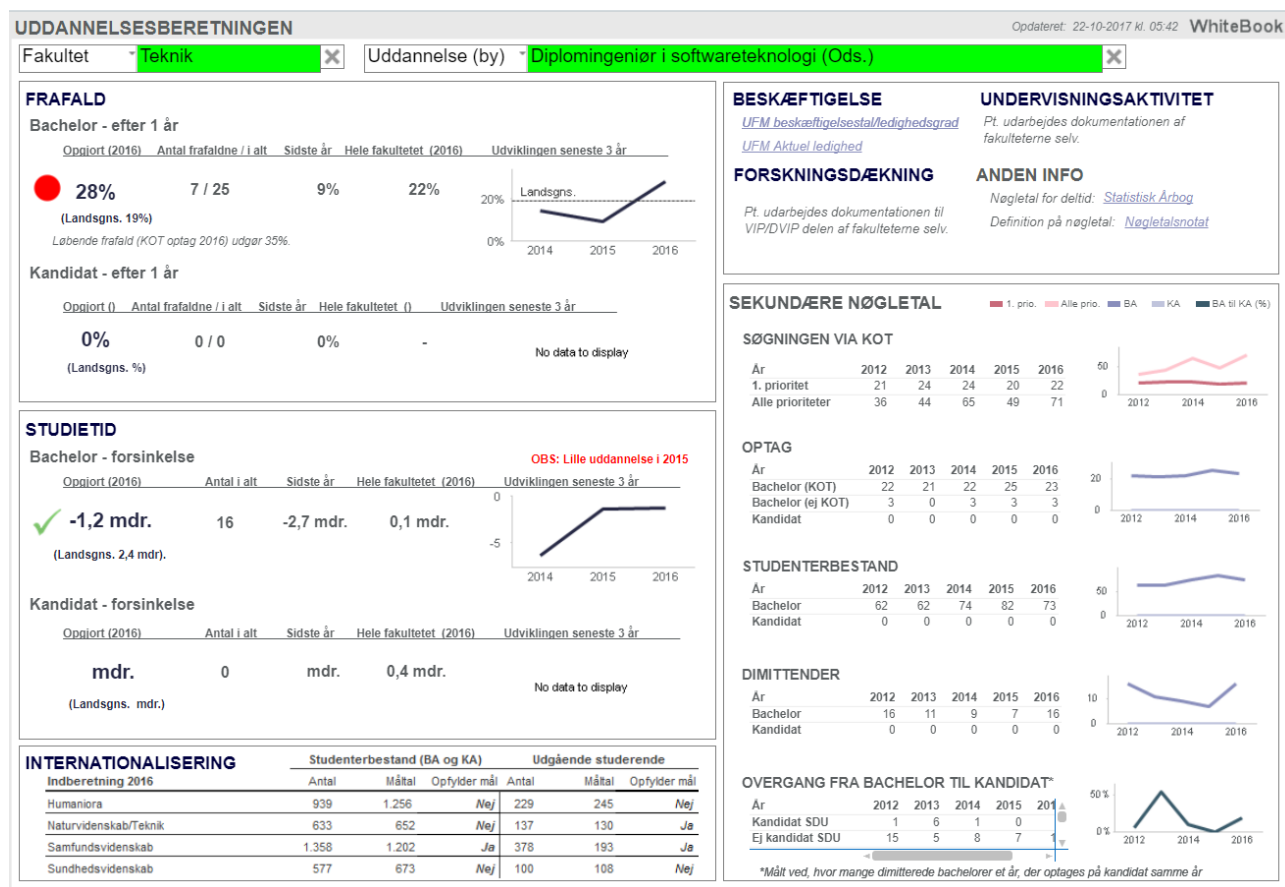 UDDANNELSESBERETNINGEN
Opdateret: 22-10-2017 kl. 05:42 WhiteBook
Fakultet Teknik Uddannelse (by) Diplomingeniør i softwareteknologi (Ods.)
FRAFALD
Bachelor - efter 1 år
Opgjort (2016) Antal frafaldne / i alt Sidste år Hele fakultetet (2016) Udviklingen seneste 3 år
28% 7 / 25 9% 22%
(Landsgns. 19%)
Løbende frafald (KOT optag 2016) udgør 35%.
20% Landsgns.
0%
2014 2015 2016
Kandidat - efter 1 år
Opgjort () Antal frafaldne / i alt Sidste år Hele fakultetet () Udviklingen seneste 3 år
0% 0 / 0 0% -
(Landsgns. %)
No data to display
STUDIETID
Bachelor - forsinkelse
OBS: Lille uddannelse i 2015
Opgjort (2016) Antal i alt Sidste år Hele fakultetet (2016) Udviklingen seneste 3 år
-1,2 mdr. 16 -2,7 mdr. 0,1 mdr.
(Landsgns. 2,4 mdr).
0
-5
2014 2015 2016
Kandidat - forsinkelse
Opgjort (2016) Antal i alt Sidste år Hele fakultetet (2016) Udviklingen seneste 3 år
mdr. 0 mdr. 0,4 mdr.
(Landsgns. mdr.)
No data to display
INTERNATIONALISERING Studenterbestand (BA og KA) Udgående studerende
Indberetning 2016 Antal Måltal Opfylder mål Antal Måltal Opfylder mål
Humaniora 939 1.256 Nej 229 245 Nej
Naturvidenskab/Teknik 633 652 Nej 137 130 Ja
Samfundsvidenskab 1.358 1.202 Ja 378 193 Ja
Sundhedsvidenskab 577 673 Nej 100 108 Nej
BESKÆFTIGELSE
UFM beskæftigelsestal/ledighedsgrad
UFM Aktuel ledighed
UNDERVISNINGSAKTIVITET
Pt. udarbejdes dokumentationen af
fakulteterne selv.
FORSKNINGSDÆKNING
Pt. udarbejdes dokumentationen til
VIP/DVIP delen af fakulteterne selv.
ANDEN INFO
Nøgletal for deltid: Statistisk Årbog
Definition på nøgletal: Nøgletalsnotat
SEKUNDÆRE NØGLETAL
1. prio. Alle prio. BA KA BA til KA (%)
SØGNINGEN VIA KOT
År 2012 2013 2014 2015 2016
1. prioritet 21 24 24 20 22
Alle prioriteter 36 44 65 49 71
50
0
2012 2014 2016
OPTAG
År 2012 2013 2014 2015 2016
Bachelor (KOT) 22 21 22 25 23
Bachelor (ej KOT) 3 0 3 3 3
Kandidat 0 0 0 0 0
20
0
2012 2014 2016
STUDENTERBESTAND
År 2012 2013 2014 2015 2016
Bachelor 62 62 74 82 73
Kandidat 0 0 0 0 0
50
0
2012 2014 2016
DIMITTENDER
År 2012 2013 2014 2015 2016
Bachelor 16 11 9 7 16
Kandidat 0 0 0 0 0
10
0
2012 2014 2016
OVERGANG FRA BACHELOR TIL KANDIDAT*
År 2012 2013 2014 2015 201
Kandidat SDU 1 6 1 0
Ej kandidat SDU 15 5 8 7 1
50%
0%
2012 2014 2016
*Målt ved, hvor mange dimitterede bachelorer et år, der optages på kandidat samme år